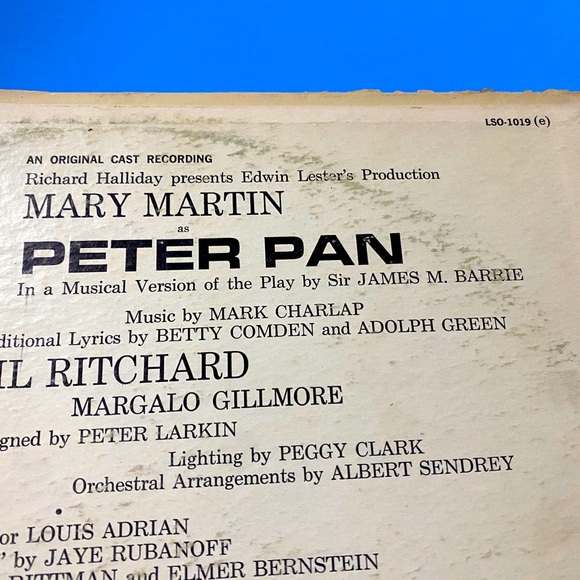 LSO-1019 (e)
AN ORIGINAL CAST RECORDING
Richard Halliday presents Edwin Lester's Production
MARY MARTIN
as
PETER PAN
In a Musical Version of the Play by Sir JAMES M. BARRIE
Music by MARK CHARLAP
ditional Lyrics by BETTY COMDEN and ADOLPH GREEN
IL RITCHARD
MARGALO GILLMORE
gned by PETER LARKIN
Lighting by PEGGY CLARK
Orchestral Arrangements by ALBERT SENDREY
or LOUIS ADRIAN
" by JAYE RUBANOFF
RITTMAN and ELMER BERNSTEIN